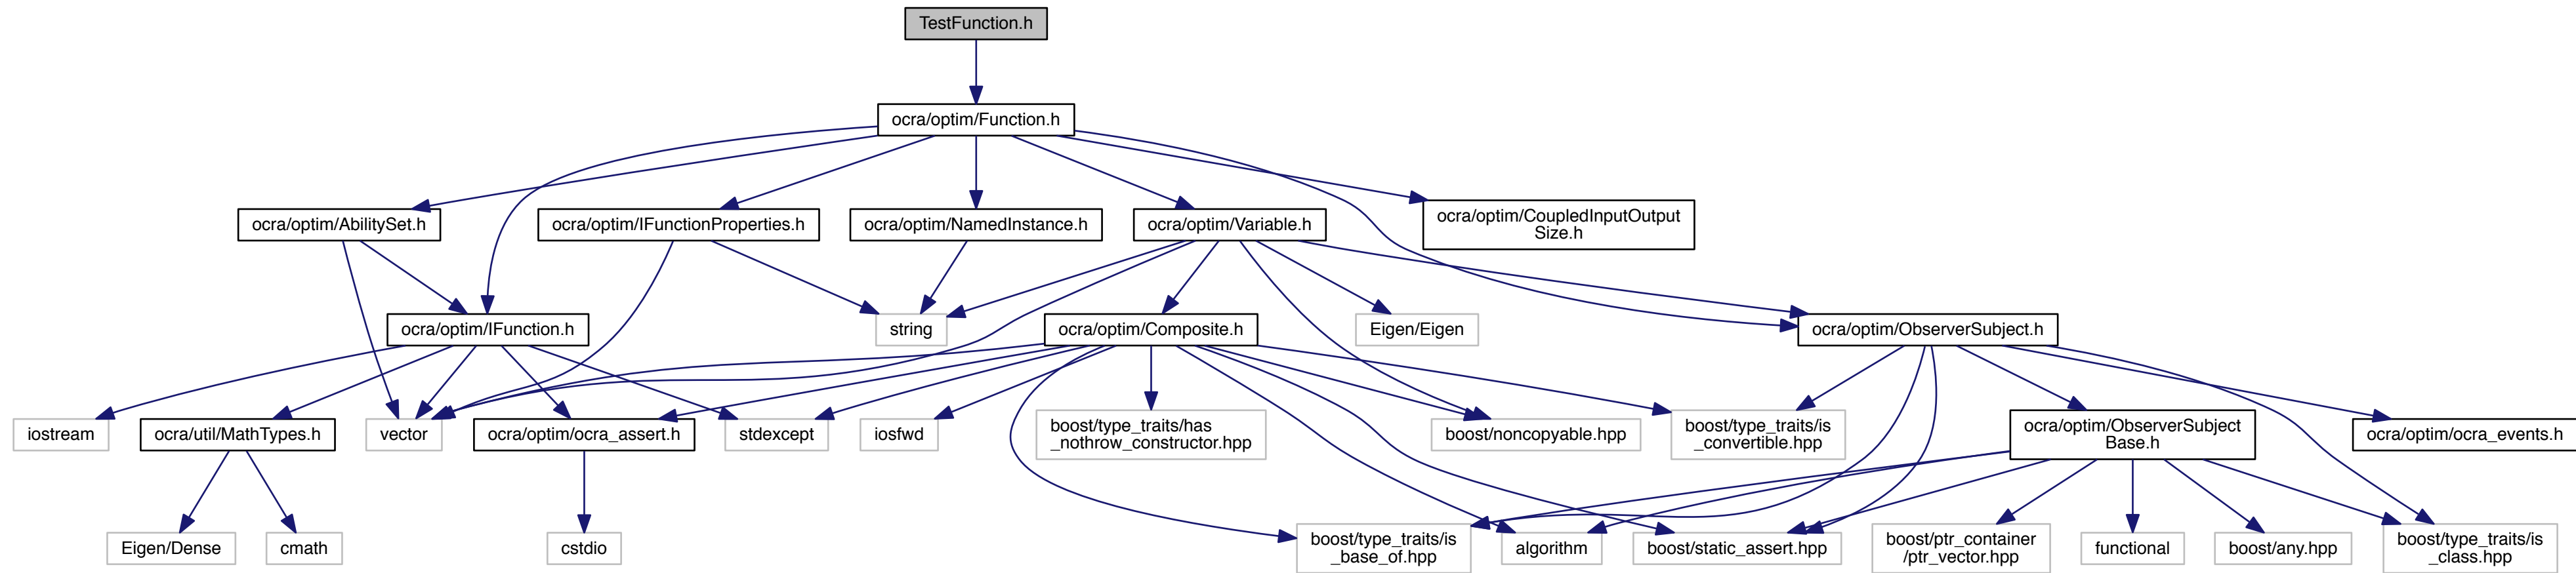 TestFunction.h
ocra/optim/Function.h
ocra/optim/AbilitySet.h
ocra/optim/IFunctionProperties.h
ocra/optim/NamedInstance.h
ocra/optim/Variable.h
ocra/optim/CoupledInputOutput
Size.h
ocra/optim/IFunction.h
string
ocra/optim/Composite.h
Eigen/Eigen
ocra/optim/ObserverSubject.h
iostream
ocra/util/MathTypes.h
vector
ocra/optim/ocra_assert.h
stdexcept
iosfwd
boost/type_traits/has
_nothrow_constructor.hpp
boost/noncopyable.hpp
boost/type_traits/is
_convertible.hpp
ocra/optim/ObserverSubject
Base.h
ocra/optim/ocra_events.h
Eigen/Dense
cmath
cstdio
boost/type_traits/is
_base_of.hpp
algorithm
boost/static_assert.hpp
boost/ptr_container
/ptr_vector.hpp
functional
boost/any.hpp
boost/type_traits/is
_class.hpp